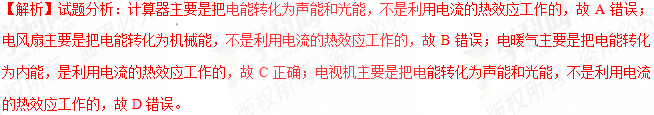 【解析】试题分析：计算器主要是把电能转化为声能和光能，不是利用电流的热效应工作的，故 A 错误；
电风扇主要是把电能转化为机械能，不是利用电流的热效应工作的，故 B 错误；电暖气主要是把电能转化
为内能，是利用电流的热效应工作的，故 C 正确；电视机主要是把电能转化为声能和光能，不是利用电流
的热效应工作的，故 D 错误。